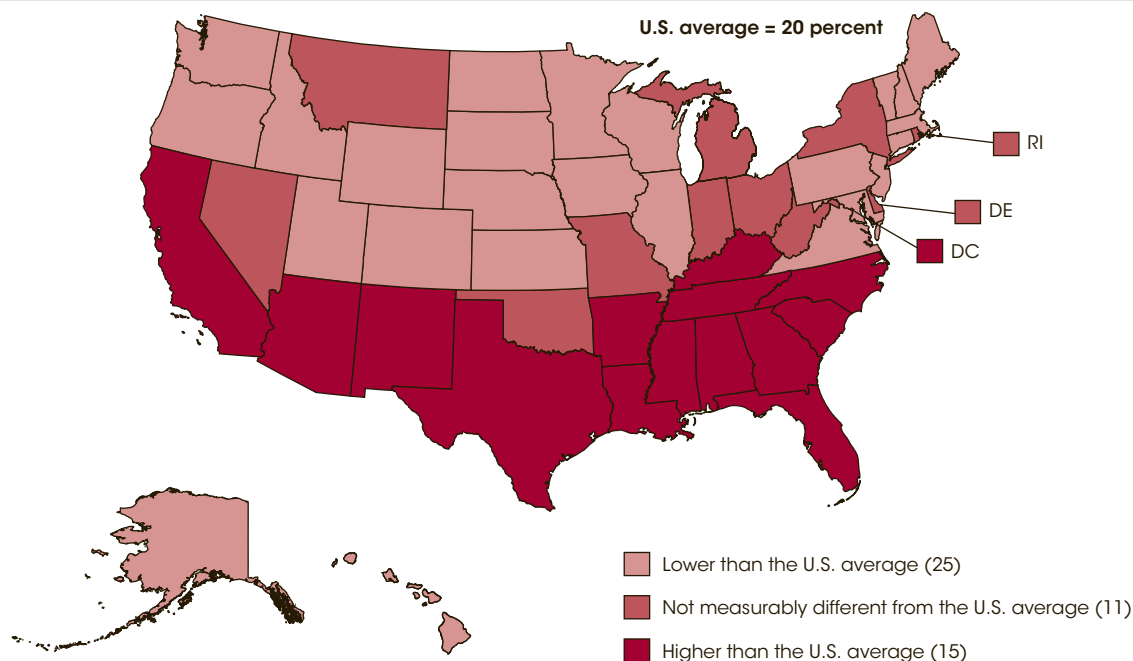 U.S. average = 20 percent
RI
DE
DC
Lower than the U.S. average (25)
Not measurably different from the U.S. average (11)
Higher than the U.S. average (15)